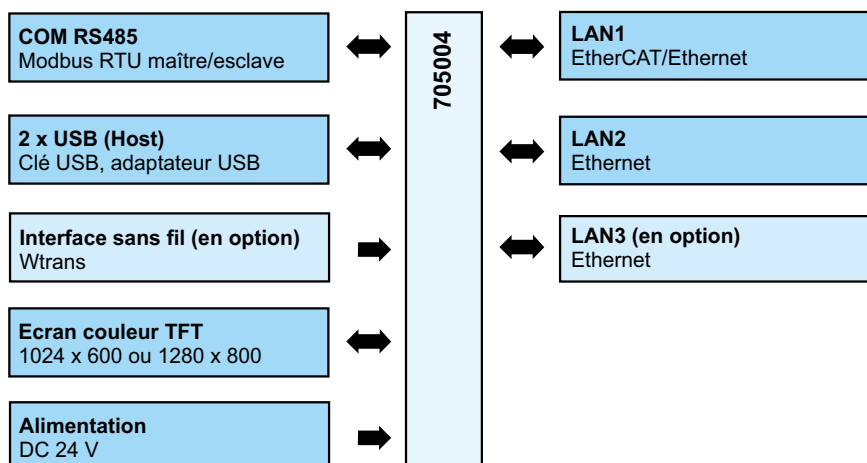 COM RS485
Modbus RTU maître/esclave
2 x USB (Host)
Clé USB, adaptateur USB
Interface sans fil (en option)
Wtrans
Ecran couleur TFT
1024 x 600 ou 1280 x 800
Alimentation
DC 24 V
705004
LAN1
EtherCAT/Ethernet
LAN2
Ethernet
LAN3 (en option)
Ethernet